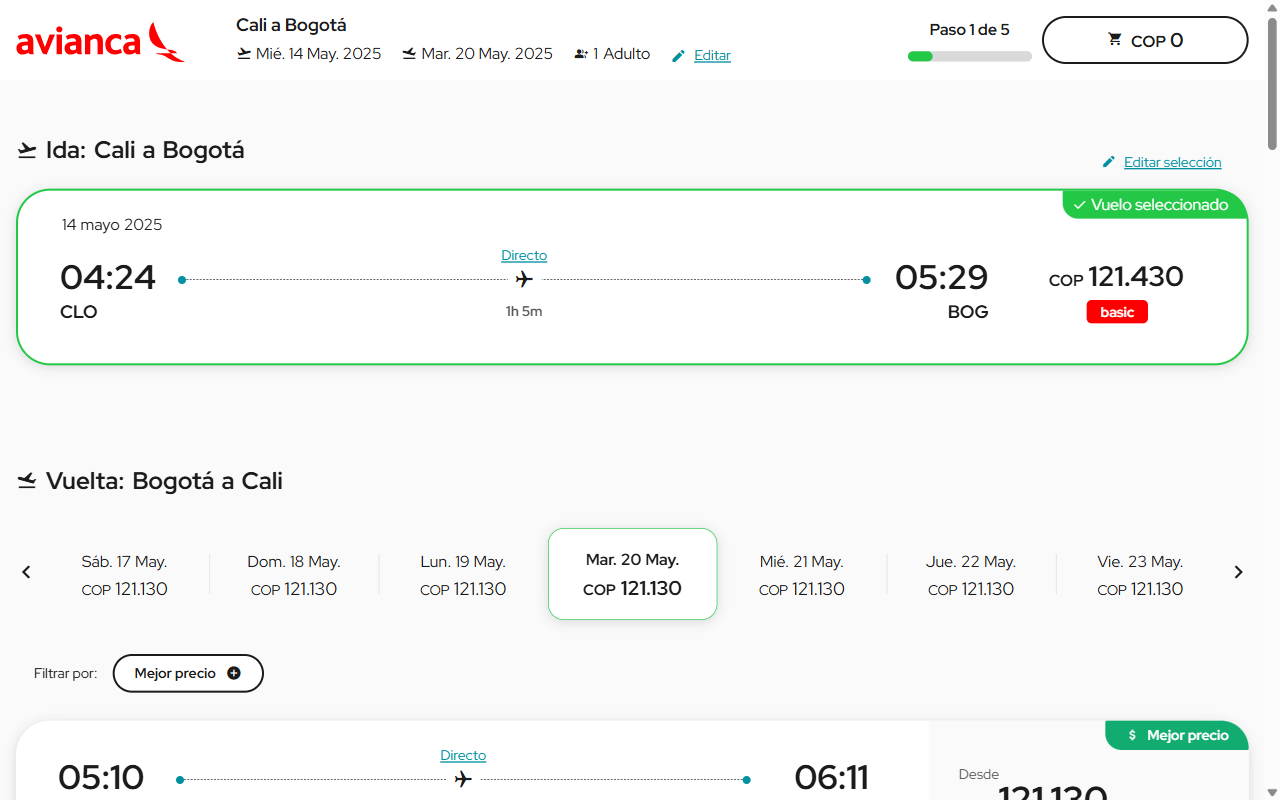 avianca
Cali a Bogotá
Mié. 14 May. 2025 Mar. 20 May. 2025 1 Adulto Editar
Paso 1 de 5
COP 0
Ida: Cali a Bogotá
Editar selección
Vuelo seleccionado
14 mayo 2025
04:24 Directo 05:29
CLO 1h 5m BOG
COP 121.430
basic
Vuelta: Bogotá a Cali
Sáb. 17 May. Dom. 18 May. Lun. 19 May. Mar. 20 May. Mié. 21 May. Jue. 22 May. Vie. 23 May.
COP 121.130 COP 121.130 COP 121.130 COP 121.130 COP 121.130 COP 121.130 COP 121.130
Filtrar por: Mejor precio
$ Mejor precio
05:10 Directo 06:11
Desde
121.130